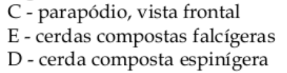 C - parapódio, vista frontal
E - cerdas compostas falcígeras
D - cerda composta espinígera